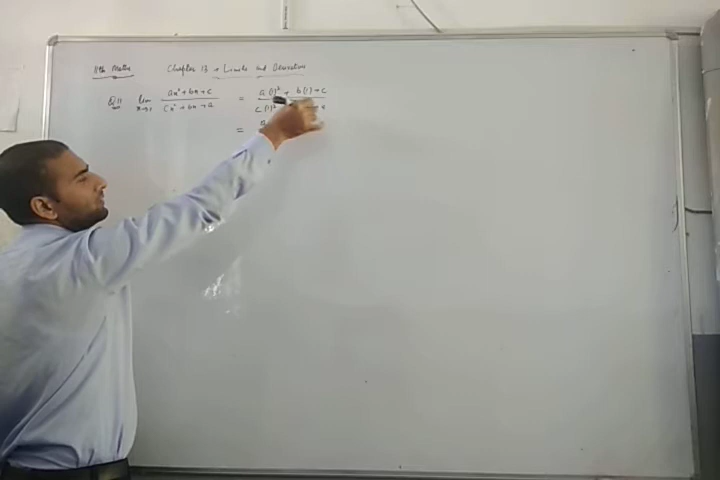 11th Maths Chapter 13 → Limits and Derivatives
Q.11 lim x→1 ax² + bx + c / cx² + bx + a = a(1)² + b(1) + c / c(1)²
=